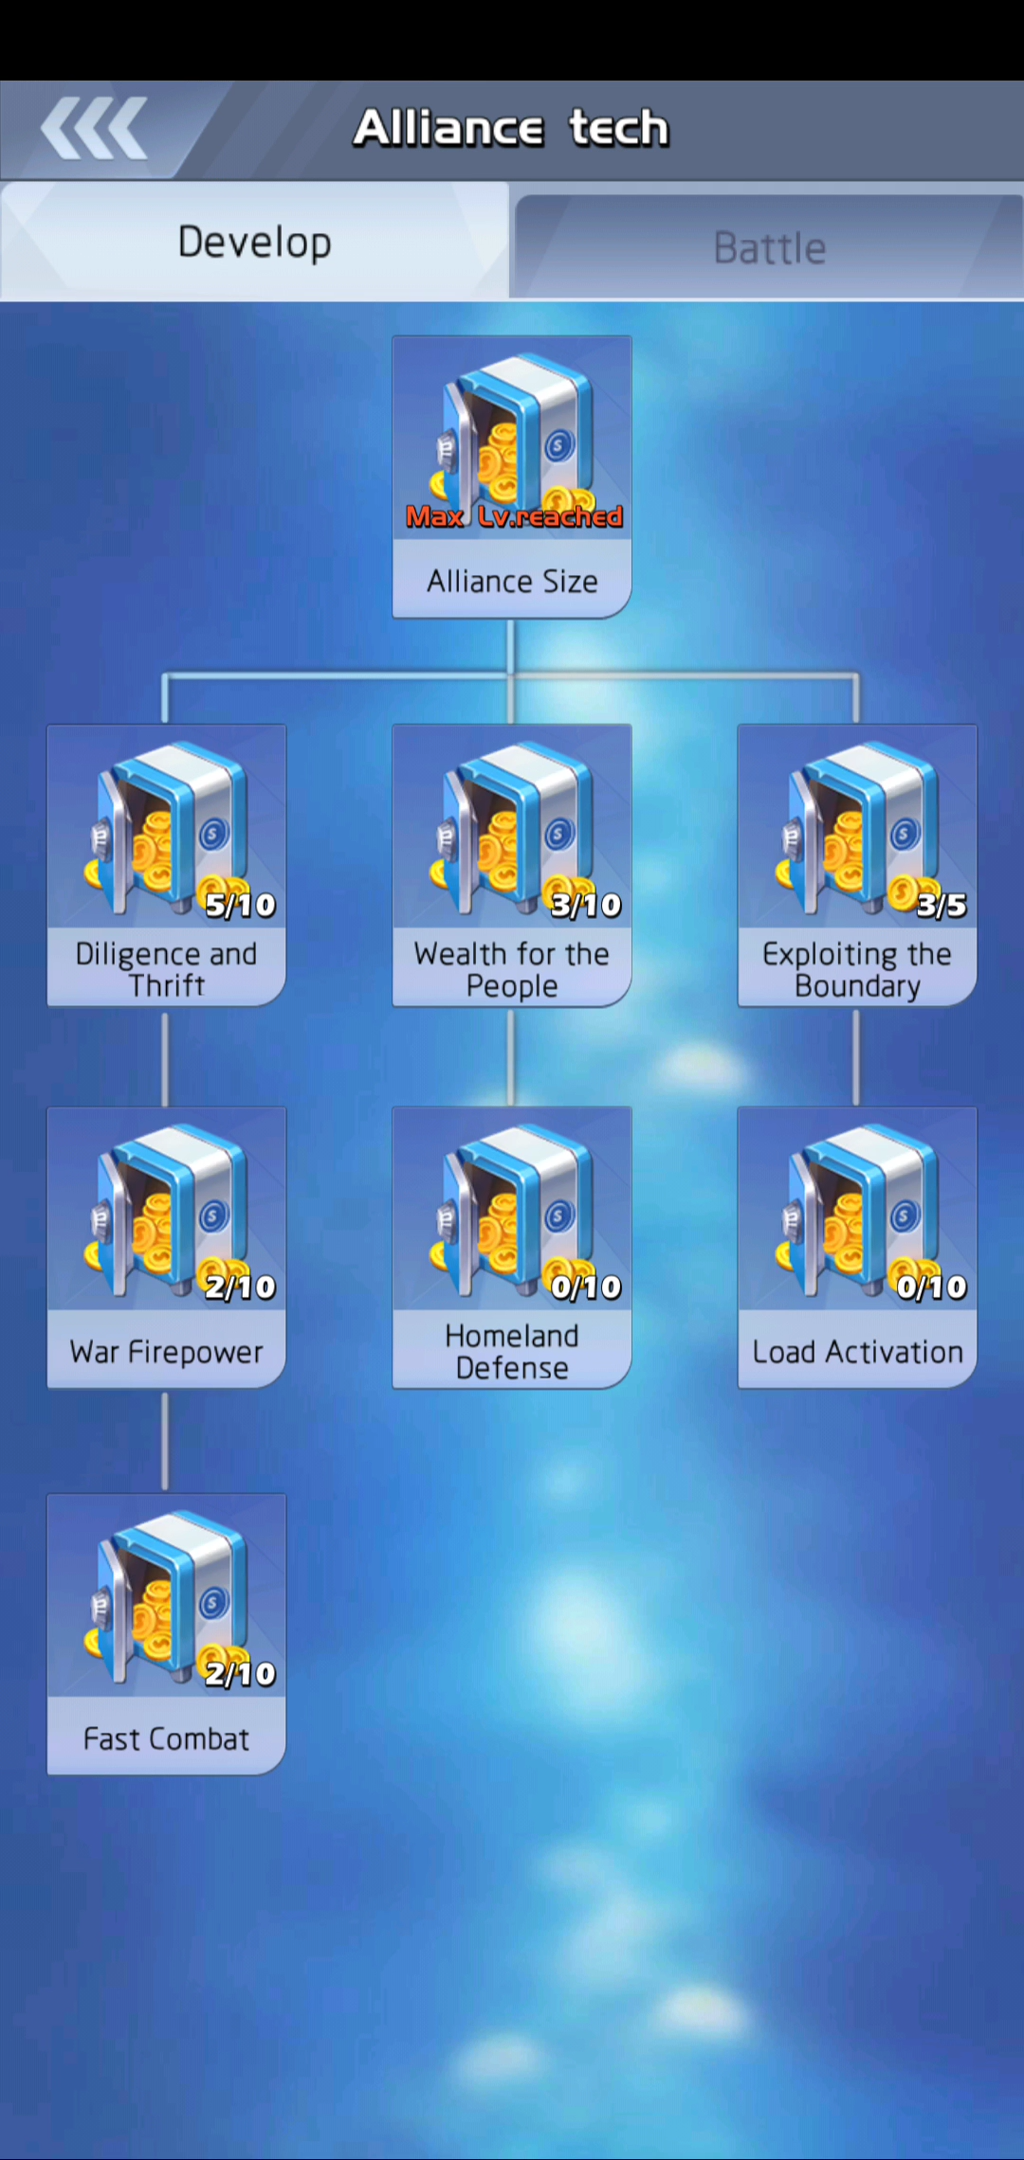 Alliance tech
Develop
Battle
Max Lv.reached
Alliance Size
5/10
3/10
3/5
Diligence and
Thrift
Wealth for the
People
Exploiting the
Boundary
2/10
0/10
0/10
War Firepower
Homeland
Defense
Load Activation
2/10
Fast Combat